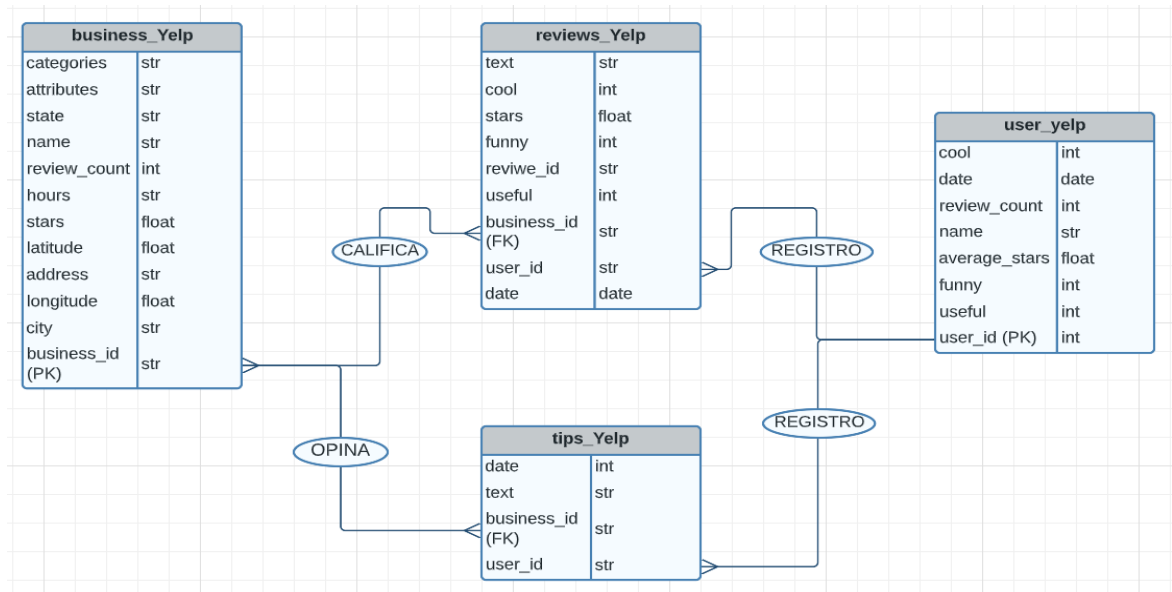 business_Yelp
categories str
attributes str
state str
name str
review_count int
hours str
stars float
latitude float
address str
longitude float
city str
business_id
(PK) str
CALIFICA
OPINA
reviews_Yelp
text str
cool int
stars float
funny int
reviwe_id str
useful int
business_id
(FK) str
user_id str
date date
tips_Yelp
date int
text str
business_id
(FK) str
user_id str
REGISTRO
REGISTRO
user_yelp
cool int
date date
review_count int
name str
average_stars float
funny int
useful int
user_id (PK) int